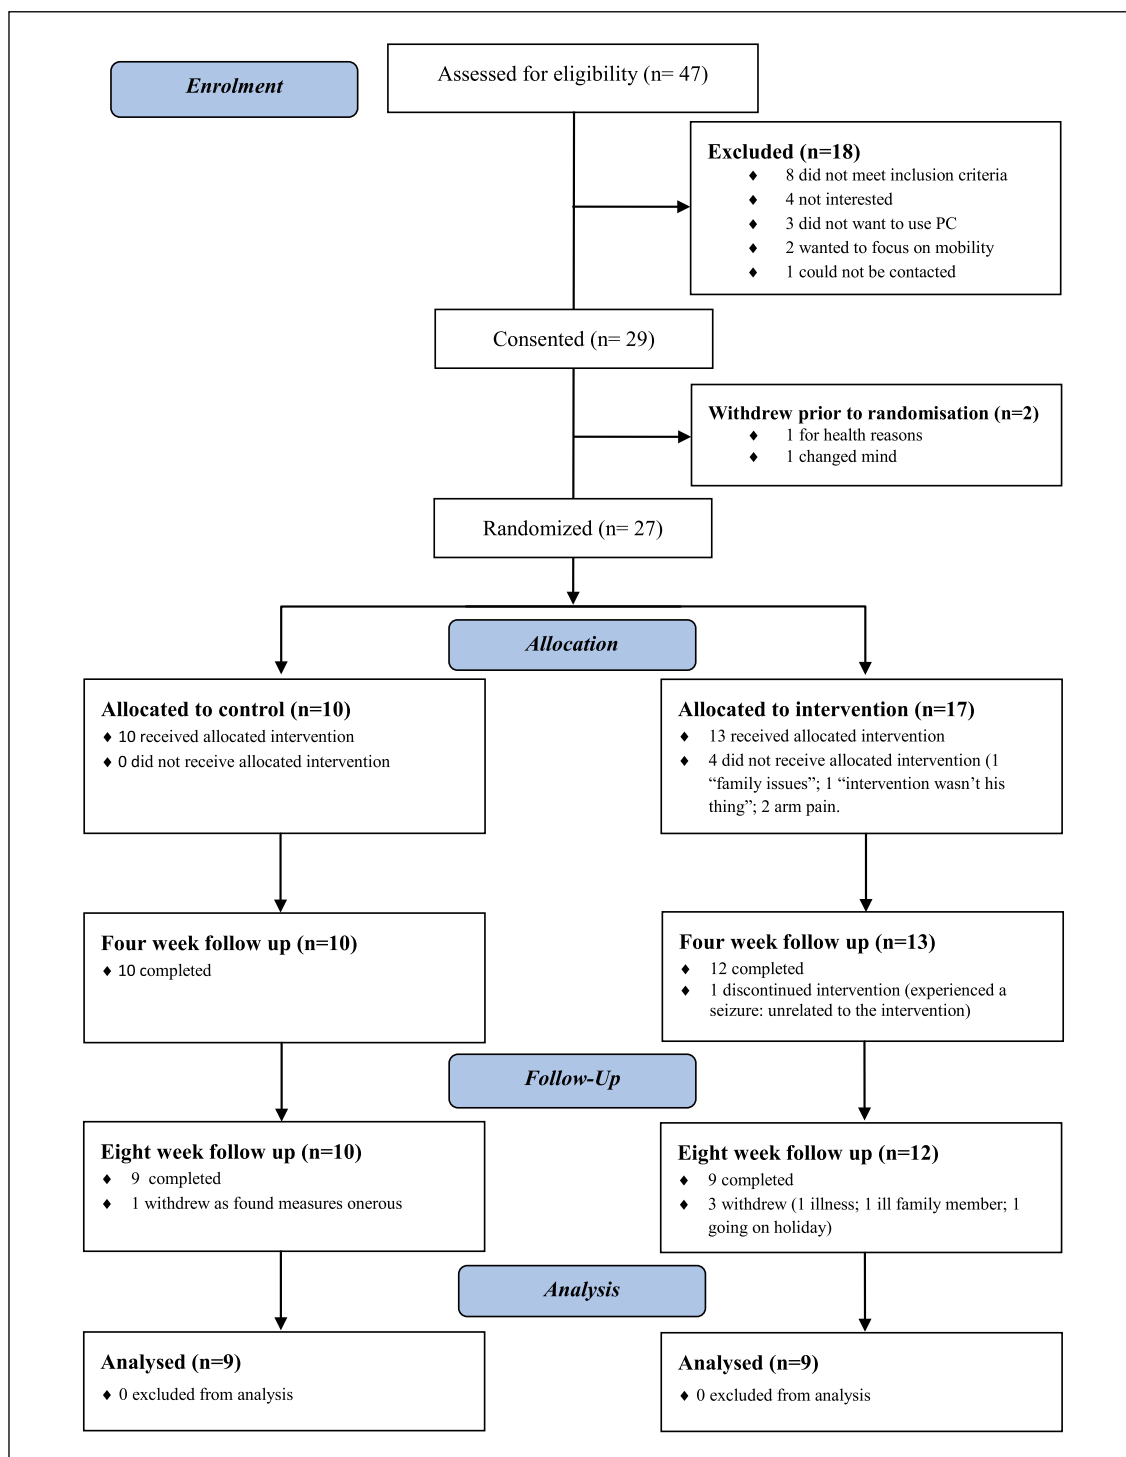 Enrolment
Assessed for eligibility (n= 47)
Excluded (n=18)
♦ 8 did not meet inclusion criteria
♦ 4 not interested
♦ 3 did not want to use PC
♦ 2 wanted to focus on mobility
♦ 1 could not be contacted
Consented (n= 29)
Withdrew prior to randomisation (n=2)
♦ 1 for health reasons
♦ 1 changed mind
Randomized (n= 27)
Allocation
Allocated to control (n=10)
♦ 10 received allocated intervention
♦ 0 did not receive allocated intervention
Allocated to intervention (n=17)
♦ 13 received allocated intervention
♦ 4 did not receive allocated intervention (1
“family issues”; 1 “intervention wasn’t his
thing”; 2 arm pain.
Four week follow up (n=10)
♦ 10 completed
Four week follow up (n=13)
♦ 12 completed
♦ 1 discontinued intervention (experienced a
seizure: unrelated to the intervention)
Follow-Up
Eight week follow up (n=10)
♦ 9 completed
♦ 1 withdrew as found measures onerous
Eight week follow up (n=12)
♦ 9 completed
♦ 3 withdrew (1 illness; 1 ill family member; 1
going on holiday)
Analysis
Analysed (n=9)
♦ 0 excluded from analysis
Analysed (n=9)
♦ 0 excluded from analysis